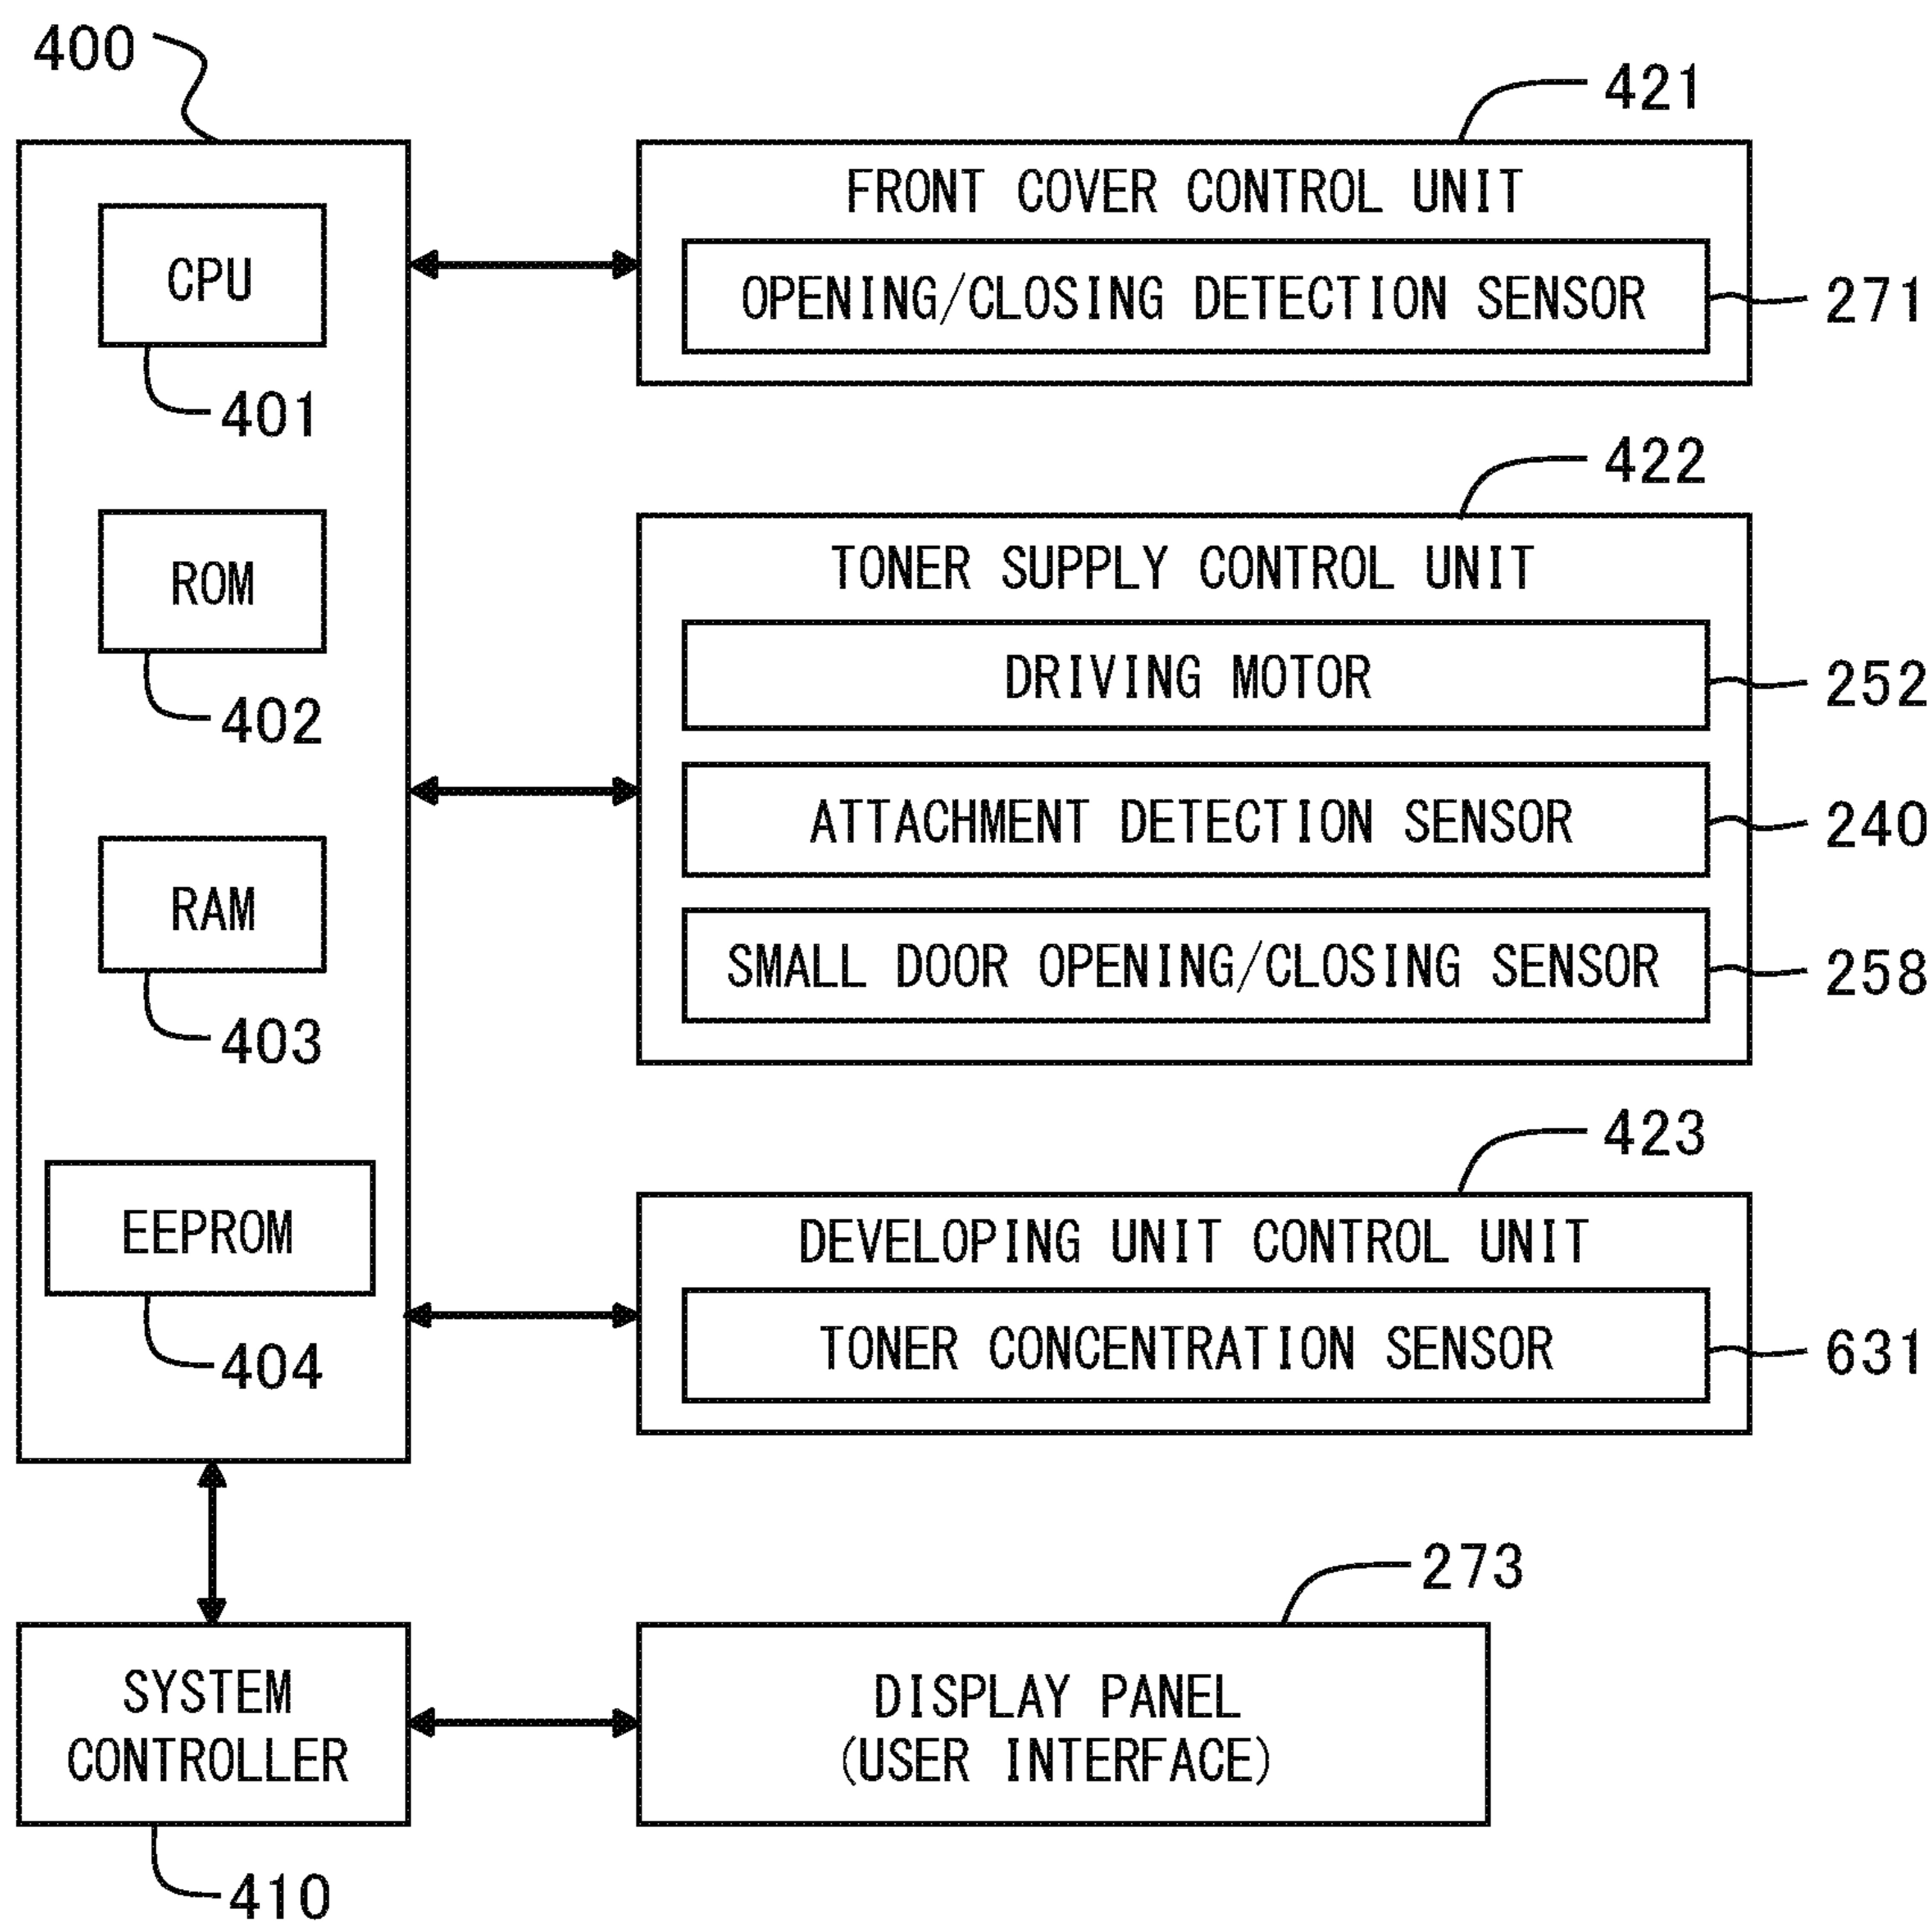 400
CPU
401
ROM
402
RAM
403
EEPROM
404
421
FRONT COVER CONTROL UNIT
OPENING/CLOSING DETECTION SENSOR
271
422
TONER SUPPLY CONTROL UNIT
DRIVING MOTOR
252
ATTACHMENT DETECTION SENSOR
240
SMALL DOOR OPENING/CLOSING SENSOR
258
423
DEVELOPING UNIT CONTROL UNIT
TONER CONCENTRATION SENSOR
631
SYSTEM
CONTROLLER
410
273
DISPLAY PANEL
(USER INTERFACE)